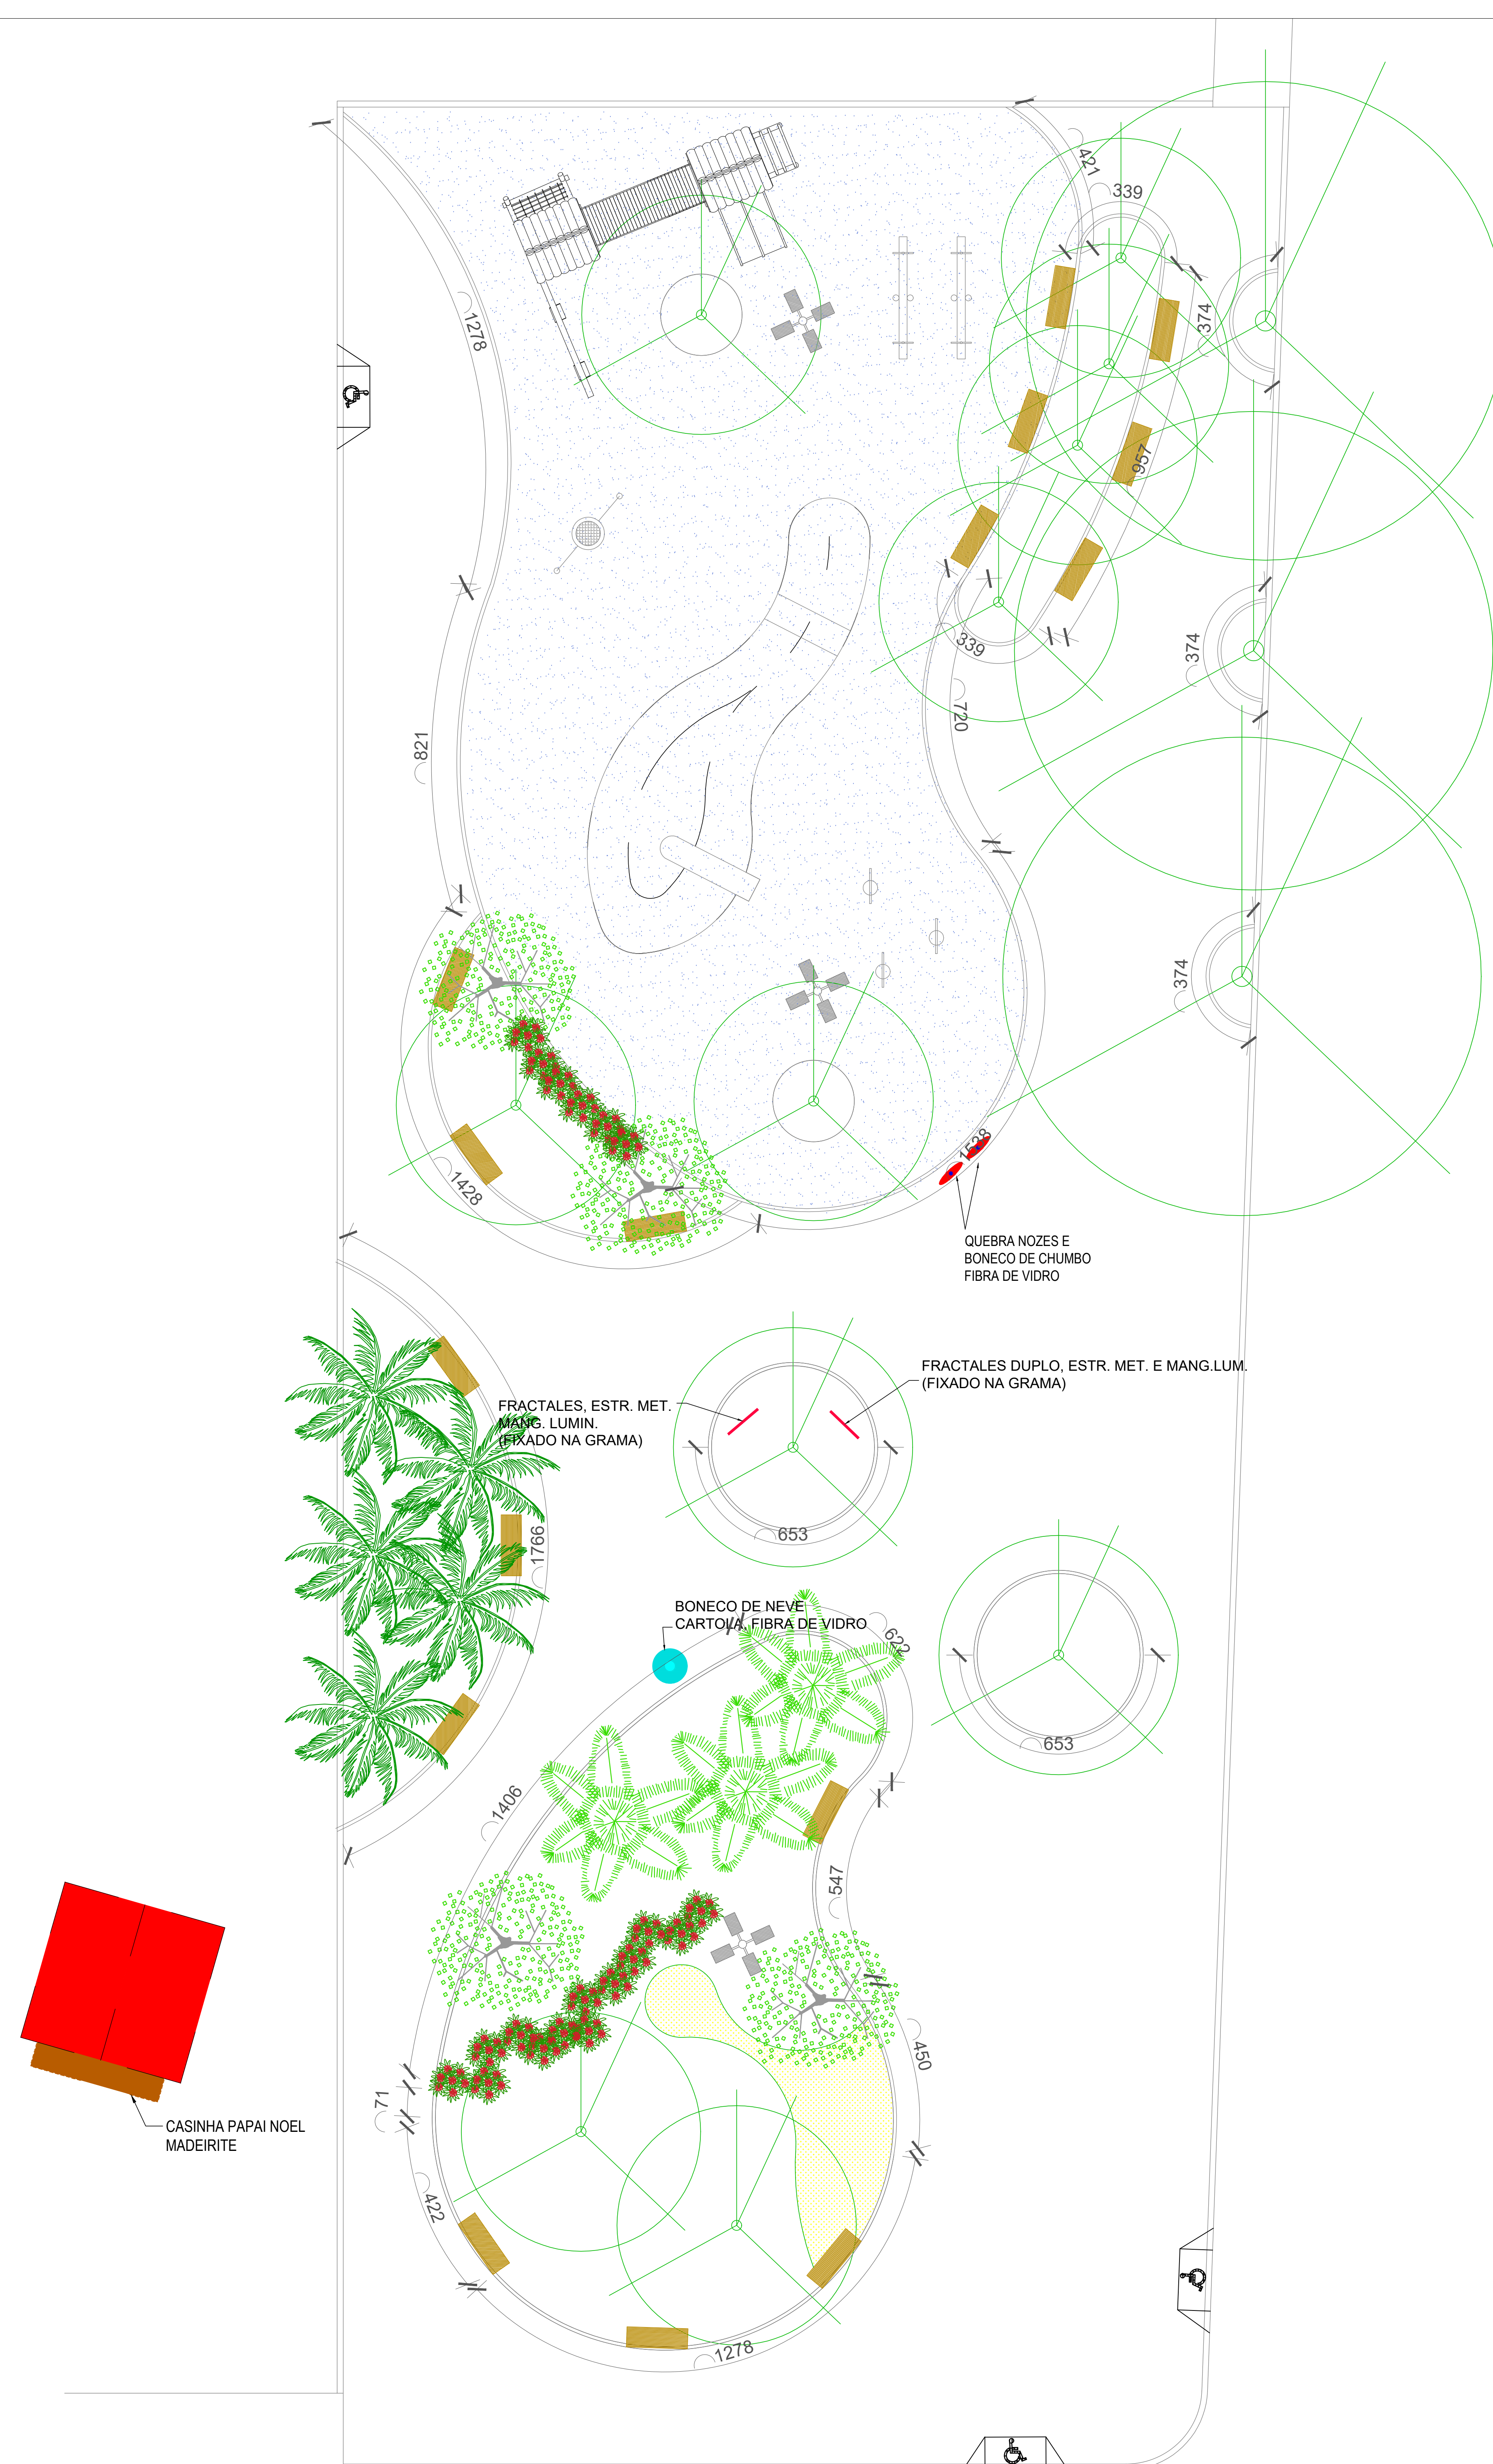 421
339
1278
374
957
339
374
720
821
374
1538
1428
QUEBRA NOZES E
BONECO DE CHUMBO
FIBRA DE VIDRO
FRACTALES DUPLO, ESTR. MET. E MANG.LUM.
(FIXADO NA GRAMA)
FRACTALES, ESTR. MET.
MANG. LUMIN.
(FIXADO NA GRAMA)
653
1766
BONECO DE NEVE
CARTOLA, FIBRA DE VIDRO
622
653
1406
547
450
71
CASINHA PAPAI NOEL
MADEIRITE
422
1278